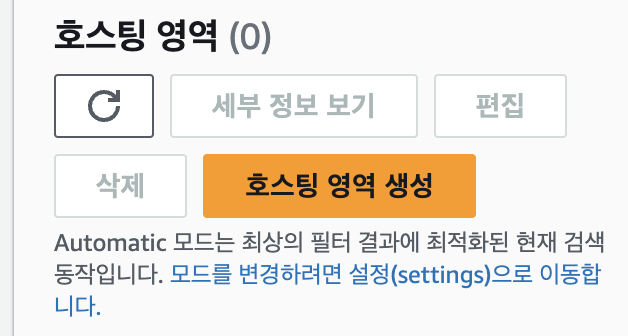 호스팅 영역 (0)
세부 정보 보기
편집
삭제
호스팅 영역 생성
Automatic 모드는 최상의 필터 결과에 최적화된 현재 검색
동작입니다. 모드를 변경하려면 설정(settings)으로 이동합
니다.